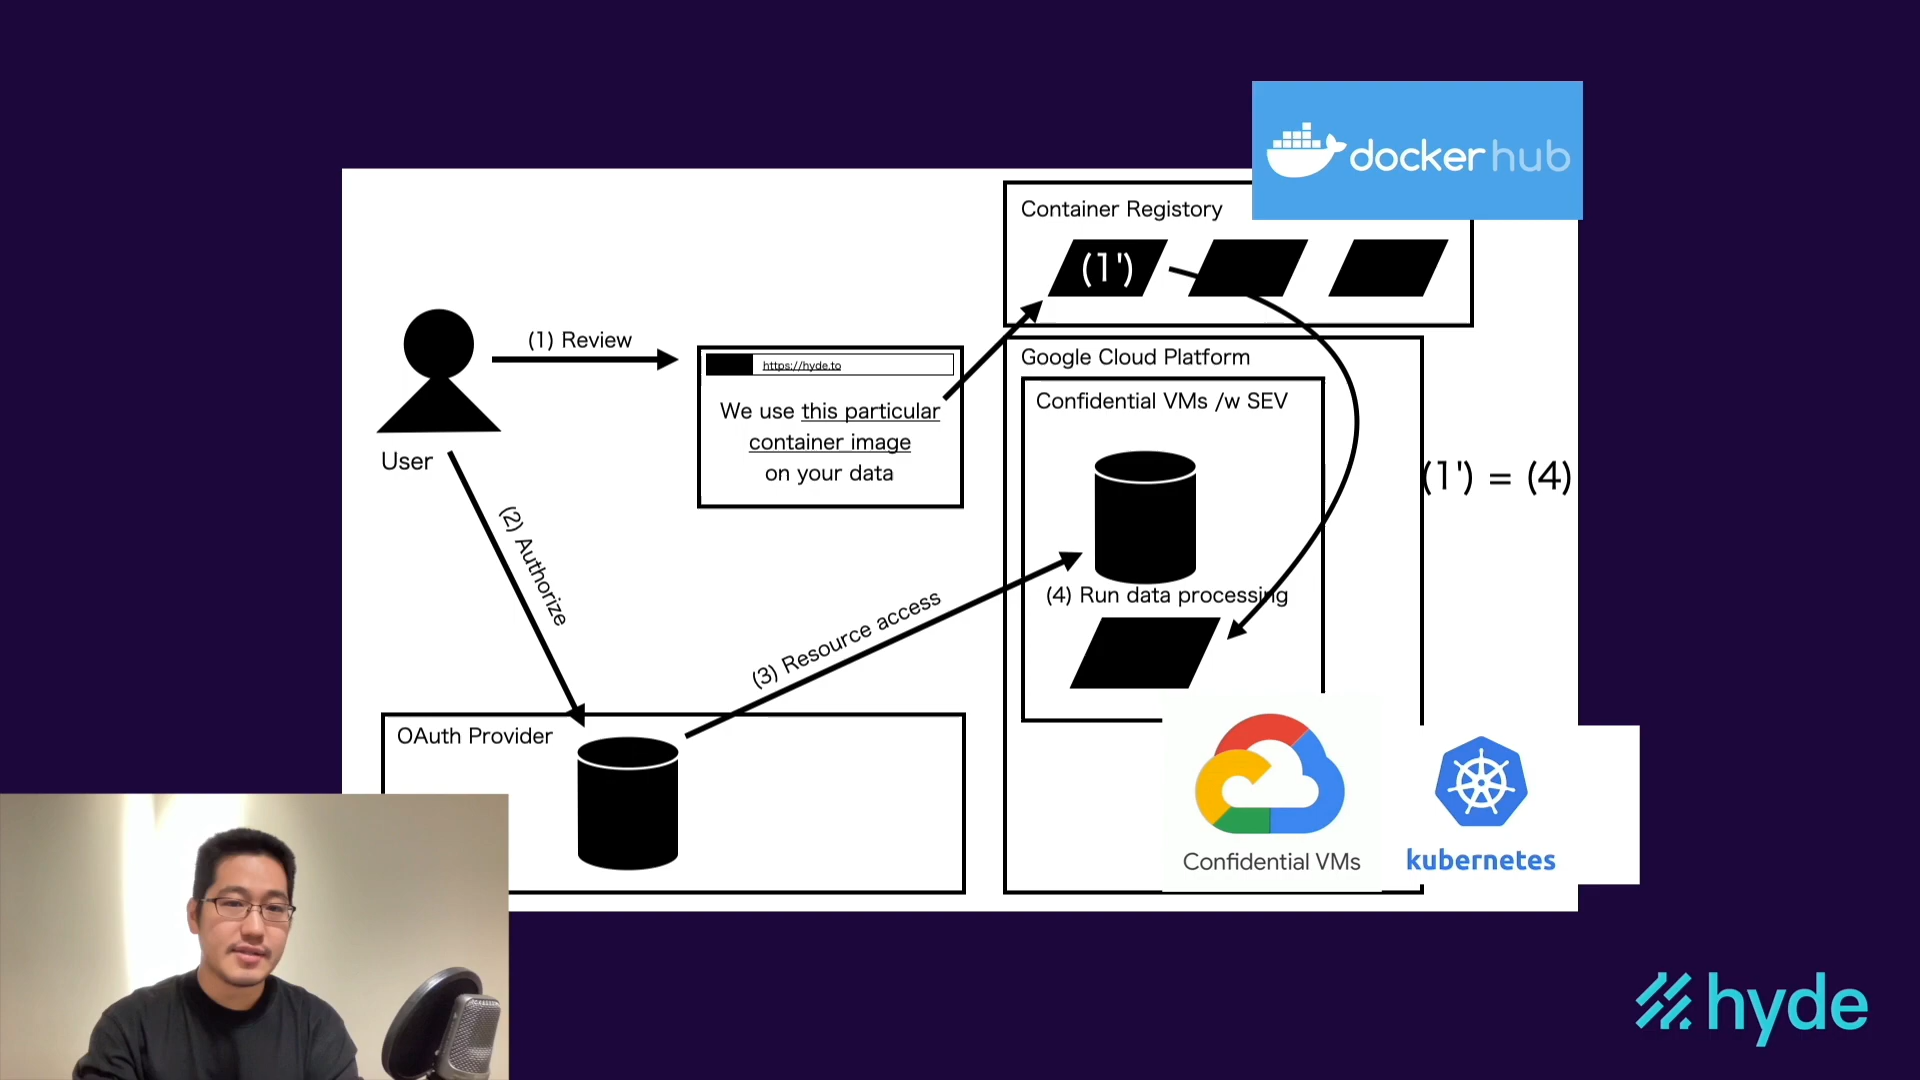 docker hub
Container Registory
(1')
(1) Review
https://hyde.to
We use this particular
container image
on your data
User
(2) Authorize
Google Cloud Platform
Confidential VMs /w SEV
(1') = (4)
(4) Run data processing
(3) Resource access
OAuth Provider
Confidential VMs
kubernetes
hyde